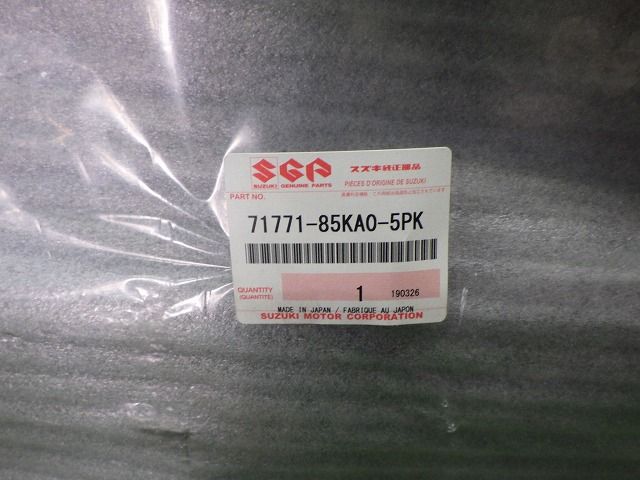 SGP スズキ純正部品
SUZUKI GENUINE PARTS PIÈCES D'ORIGINE DE SUZUKI
PART NO.
71771-85KA0-5PK
QUANTITY
(QUANTITE)
1 190326
MADE IN JAPAN / FABRIQUE AU JAPON
SUZUKI MOTOR CORPORATION